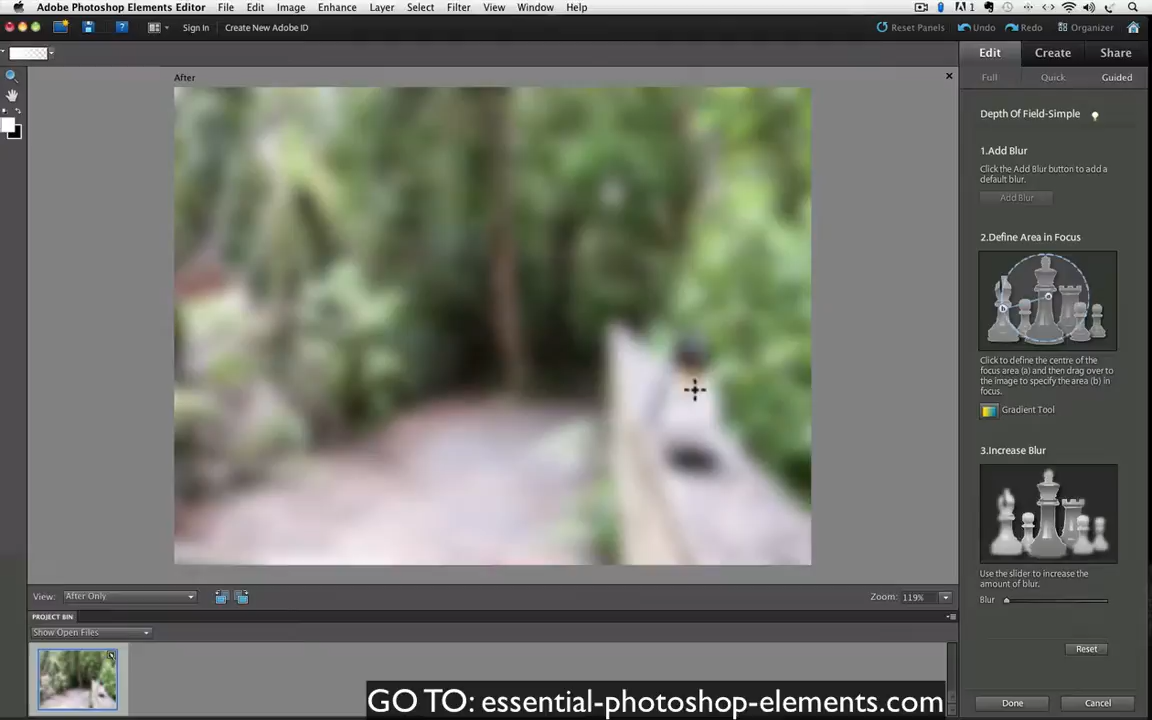 Adobe Photoshop Elements Editor File Edit Image Enhance Layer Select Filter View Window Help
Sign In Create New Adobe ID Reset Panels Undo Redo Organizer
Edit Create Share
Full Quick Guided
After
Depth Of Field-Simple
1.Add Blur
Click the Add Blur button to add a
default blur.
Add Blur
2.Define Area in Focus
Click to define the centre of the
focus area (a) and then drag over to
the image to specify the area (b) in
focus.
Gradient Tool
3.Increase Blur
Use the slider to increase the
amount of blur.
Blur
View: After Only Zoom: 119%
PROJECT BIN
Show Open Files
Reset
Done Cancel
GO TO: essential-photoshop-elements.com